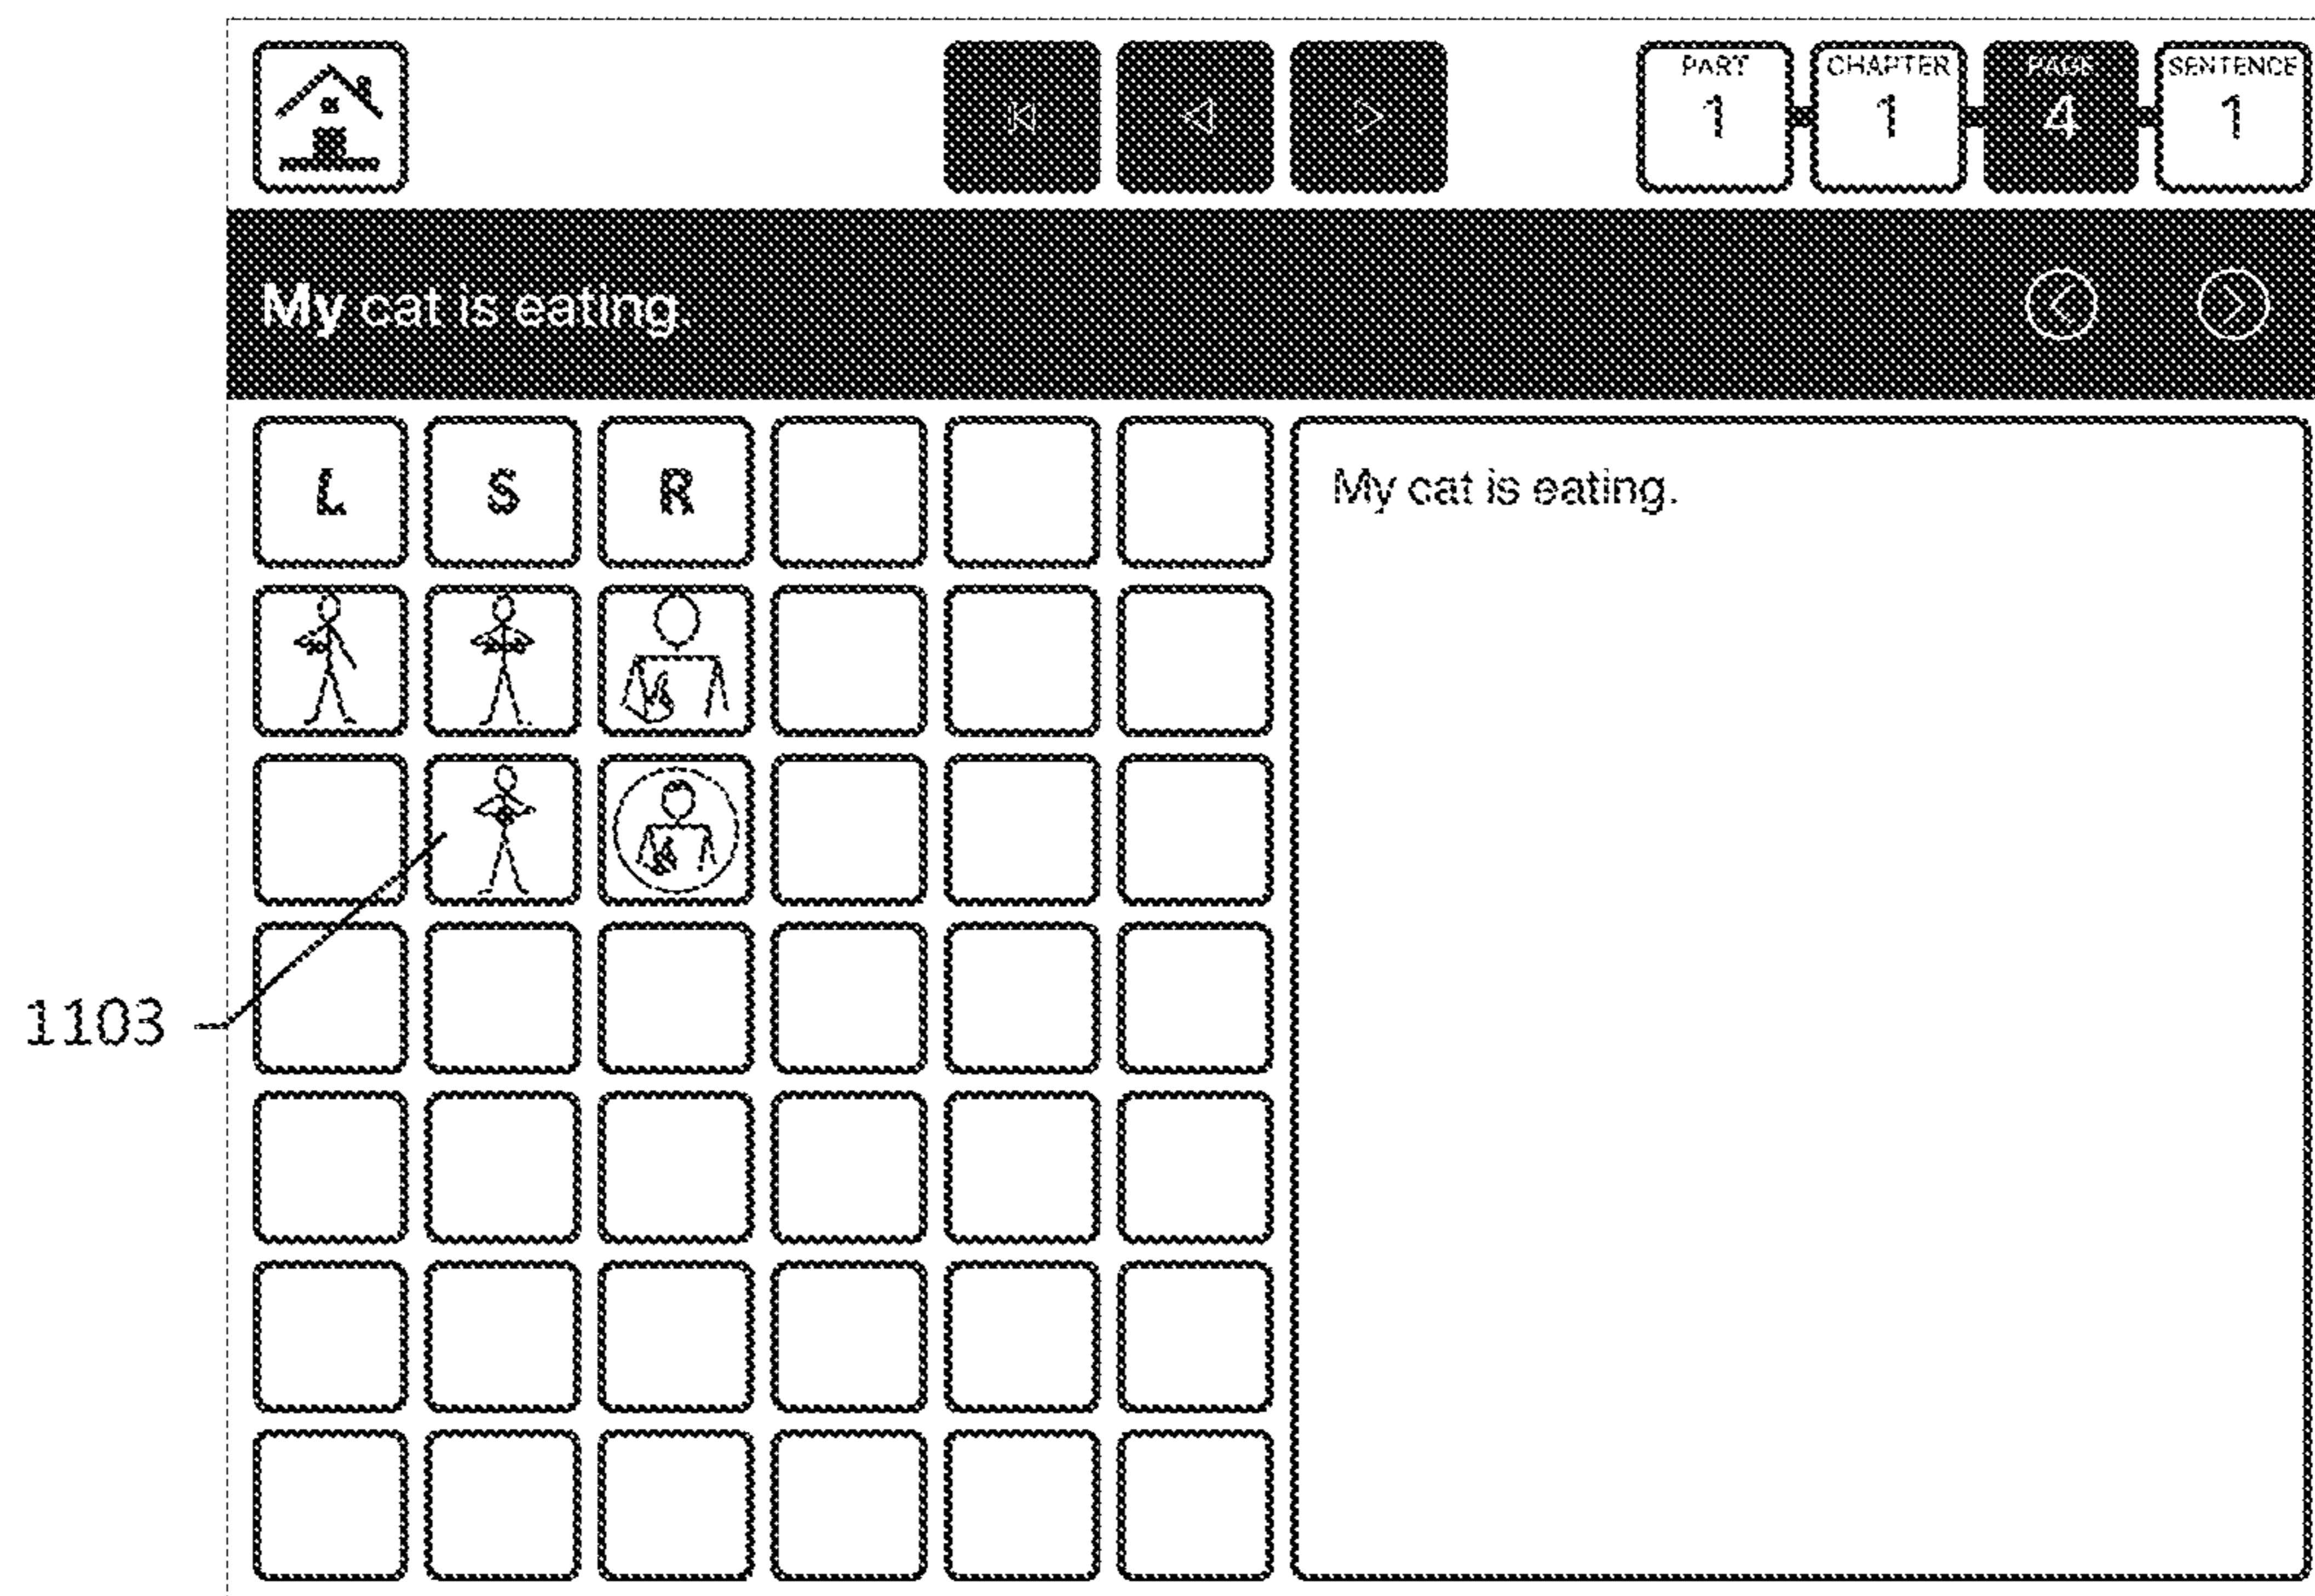 PART CHAPTER PAGE SENTENCE
1 1 4 1
My cat is eating.
L S R
My cat is eating.
1103